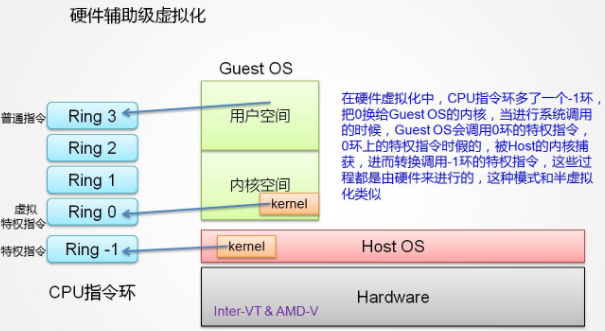 硬件辅助级虚拟化
Guest OS
普通指令
Ring 3
用户空间
Ring 2
Ring 1
内核空间
虚拟
特权指令
Ring 0
kernel
特权指令
Ring -1
kernel
Host OS
CPU指令环
Hardware
Inter-VT & AMD-V
在硬件虚拟化中，CPU指令环多了一个-1环，
把0换给Guest OS的内核，当进行系统调用
的时候，Guest OS会调用0环的特权指令，
0环上的特权指令时假的，被Host的内核捕
获，进而转换调用-1环的特权指令，这些过
程都是由硬件来进行的，这种模式和半虚拟
化类似